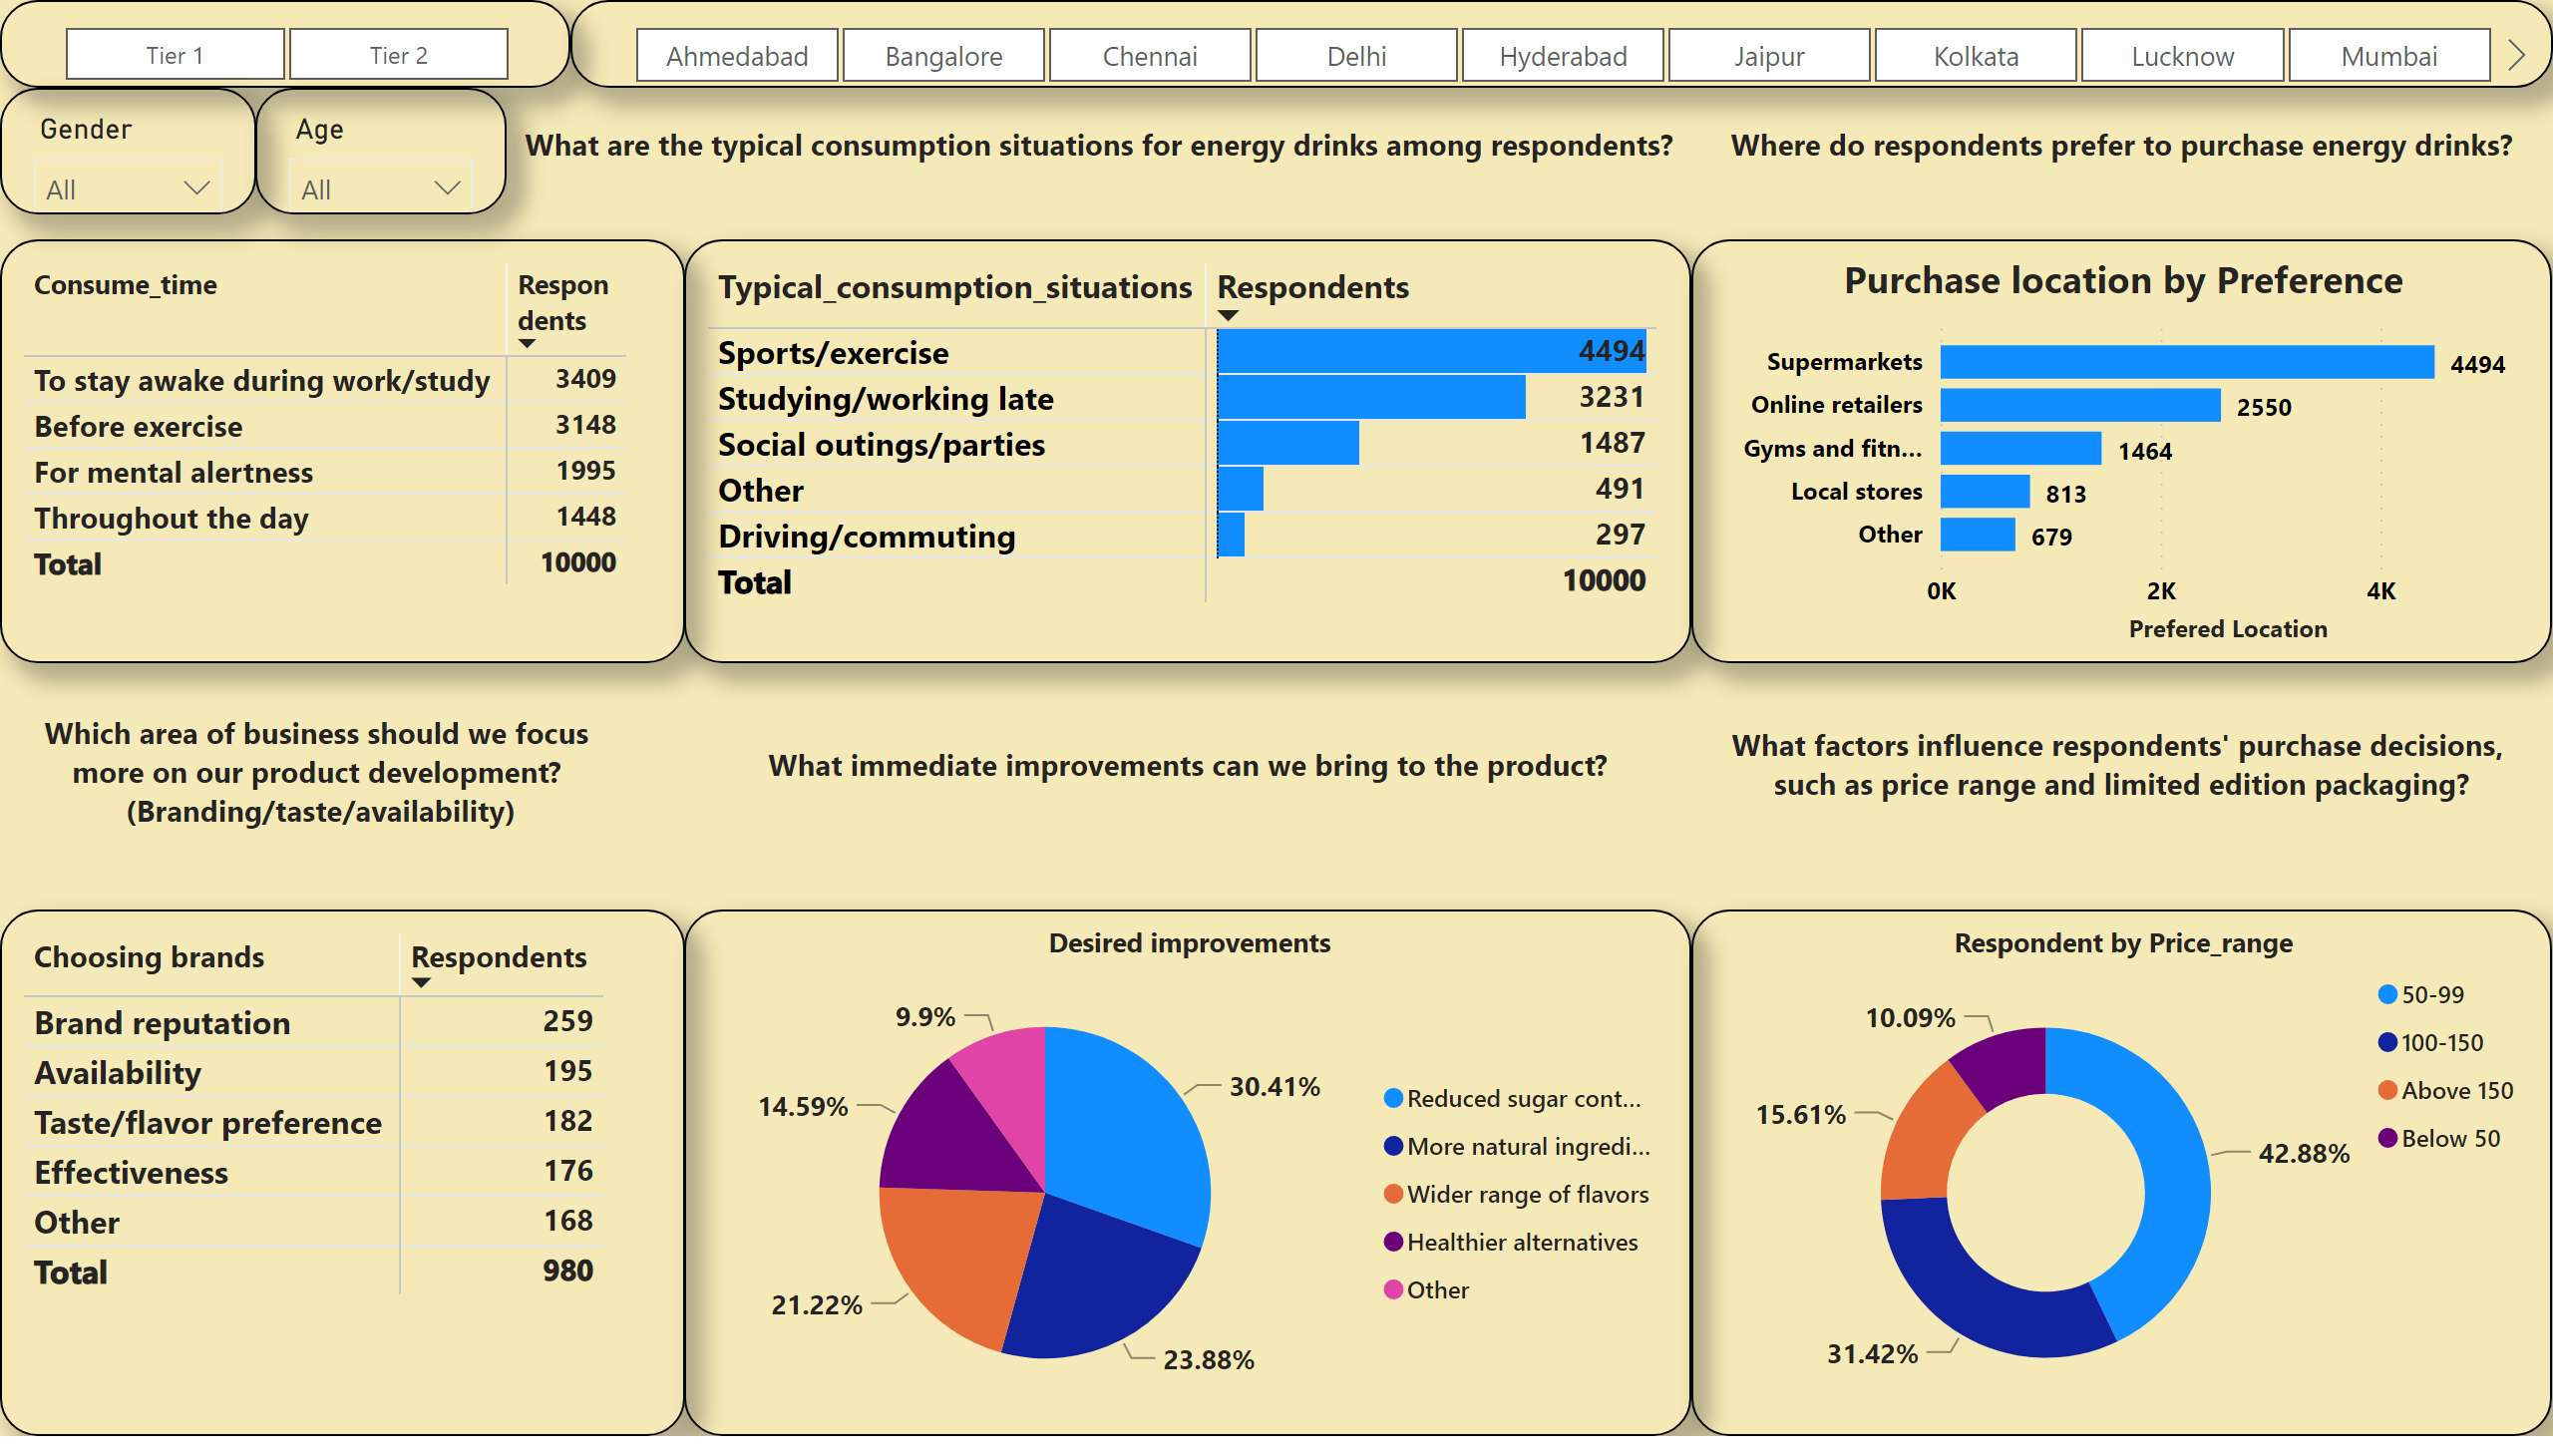 Tier 1
Tier 2
Ahmedabad
Bangalore
Chennai
Delhi
Hyderabad
Jaipur
Kolkata
Lucknow
Mumbai
Gender
All
Age
All
What are the typical consumption situations for energy drinks among respondents?
Where do respondents prefer to purchase energy drinks?
Consume_time Respon
dents
To stay awake during work/study 3409
Before exercise 3148
For mental alertness 1995
Throughout the day 1448
Total 10000
Typical_consumption_situations Respondents
Sports/exercise 4494
Studying/working late 3231
Social outings/parties 1487
Other 491
Driving/commuting 297
Total 10000
Purchase location by Preference
Supermarkets 4494
Online retailers 2550
Gyms and fitn... 1464
Local stores 813
Other 679
0K 2K 4K
Prefered Location
Which area of business should we focus
more on our product development?
(Branding/taste/availability)
What immediate improvements can we bring to the product?
What factors influence respondents' purchase decisions,
such as price range and limited edition packaging?
Choosing brands Respondents
Brand reputation 259
Availability 195
Taste/flavor preference 182
Effectiveness 176
Other 168
Total 980
Desired improvements
9.9%
30.41%
14.59%
21.22%
23.88%
Reduced sugar cont...
More natural ingredi...
Wider range of flavors
Healthier alternatives
Other
Respondent by Price_range
10.09%
15.61%
42.88%
31.42%
50-99
100-150
Above 150
Below 50